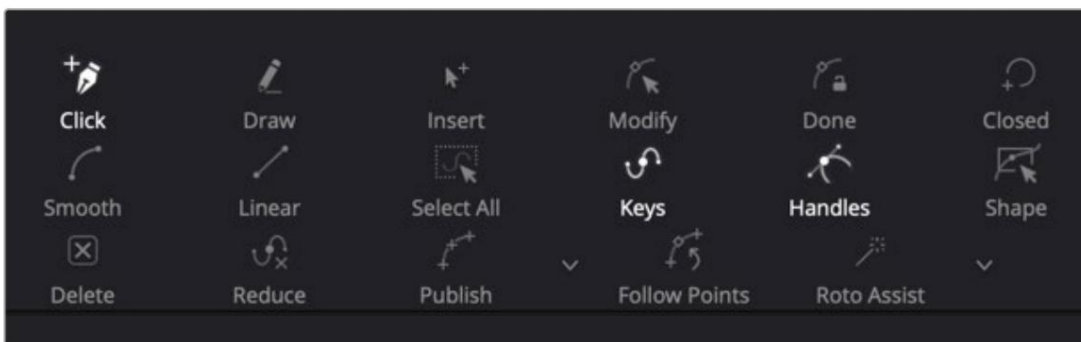 Click Draw Insert Modify Done Closed
Smooth Linear Select All Keys Handles Shape
Delete Reduce Publish Follow Points Roto Assist